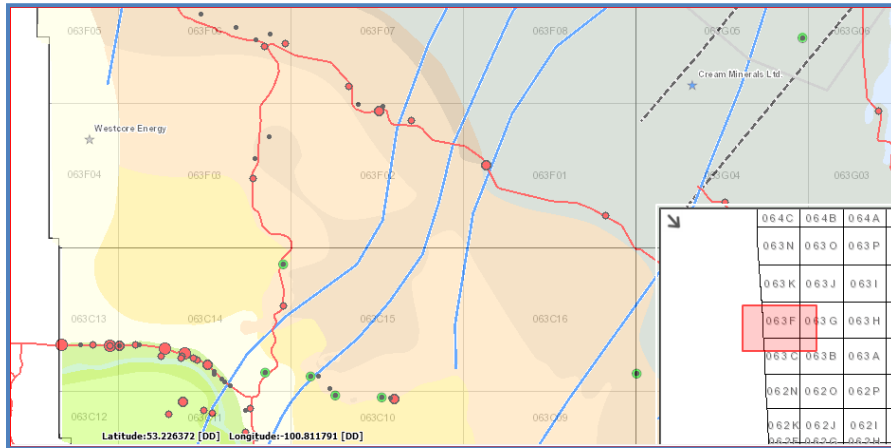 063F05
063F06
063F07
063F08
063G05
063G06
Cream Minerals Ltd.
Westcore Energy
063F04
063F03
063F02
063F01
063G04
063G03
064C 064B 064A
063N 063O 063P
063K 063J 063I
063F 063G 063H
063C 063B 063A
062N 062O 062P
062K 062J 062I
063C13
063C14
063C15
063C16
063C12
063C11
063C10
063C09
Latitude:53.226372 [DD] Longitude:-100.811791 [DD]